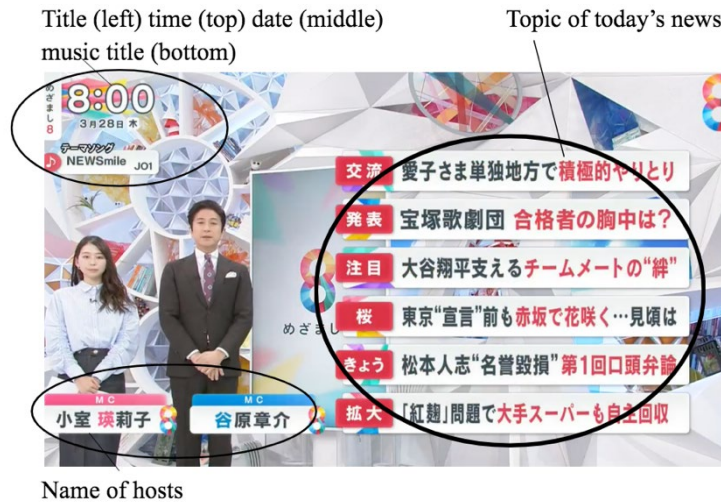 Title (left) time (top) date (middle)
music title (bottom)
Topic of today’s news
めざまし8
8:00
3月28日 木
テーマソング
NEWSmile JO1
交流 愛子さま単独地方で積極的やりとり
発表 宝塚歌劇団 合格者の胸中は?
注目 大谷翔平支えるチームメートの“絆”
桜 東京“宣言”前も赤坂で花咲く…見頃は
きょう 松本人志“名誉毀損”第1回口頭弁論
拡大 「紅麹」問題で大手スーパーも自主回収
めざまし
MC
小室 瑛莉子
MC
谷原章介
Name of hosts